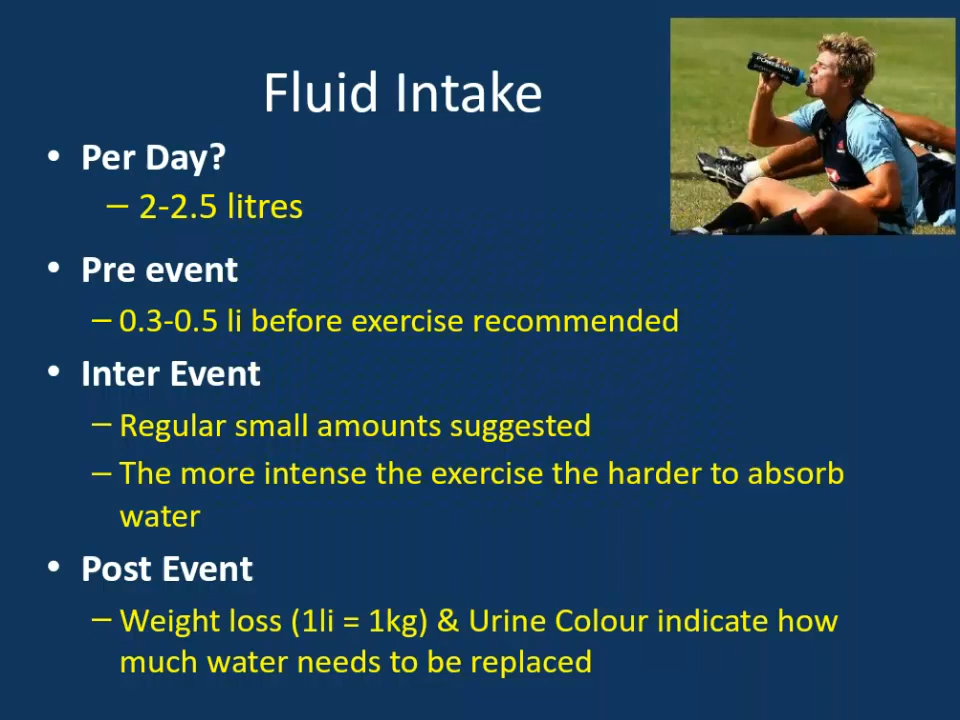 Fluid Intake
• Per Day?
– 2-2.5 litres
• Pre event
– 0.3-0.5 li before exercise recommended
• Inter Event
– Regular small amounts suggested
– The more intense the exercise the harder to absorb
water
• Post Event
– Weight loss (1li = 1kg) & Urine Colour indicate how
much water needs to be replaced